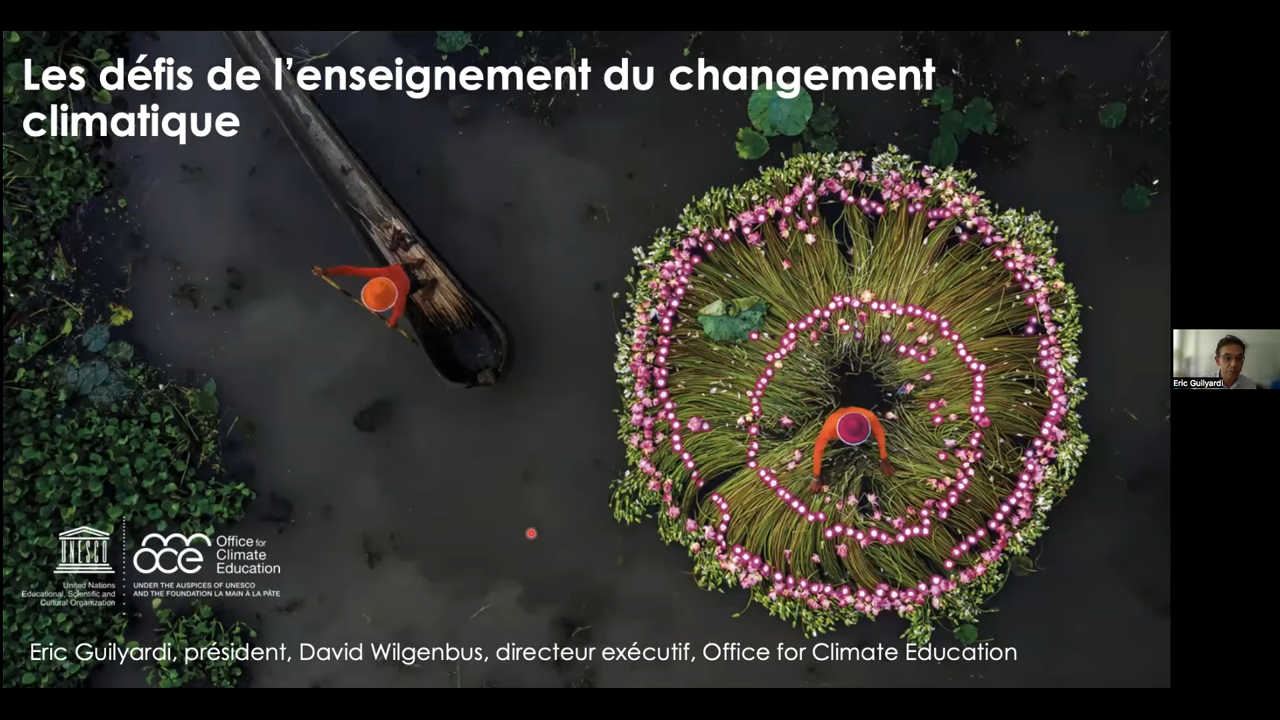 Les défis de l’enseignement du changement
climatique
UNESCO
United Nations
Educational, Scientific and
Cultural Organization
oce
Office for
Climate
Education
UNDER THE AUSPICES OF UNESCO
AND THE FOUNDATION LA MAIN À LA PÂTE
Eric Guilyardi, président, David Wilgenbus, directeur exécutif, Office for Climate Education
Eric Guilyardi